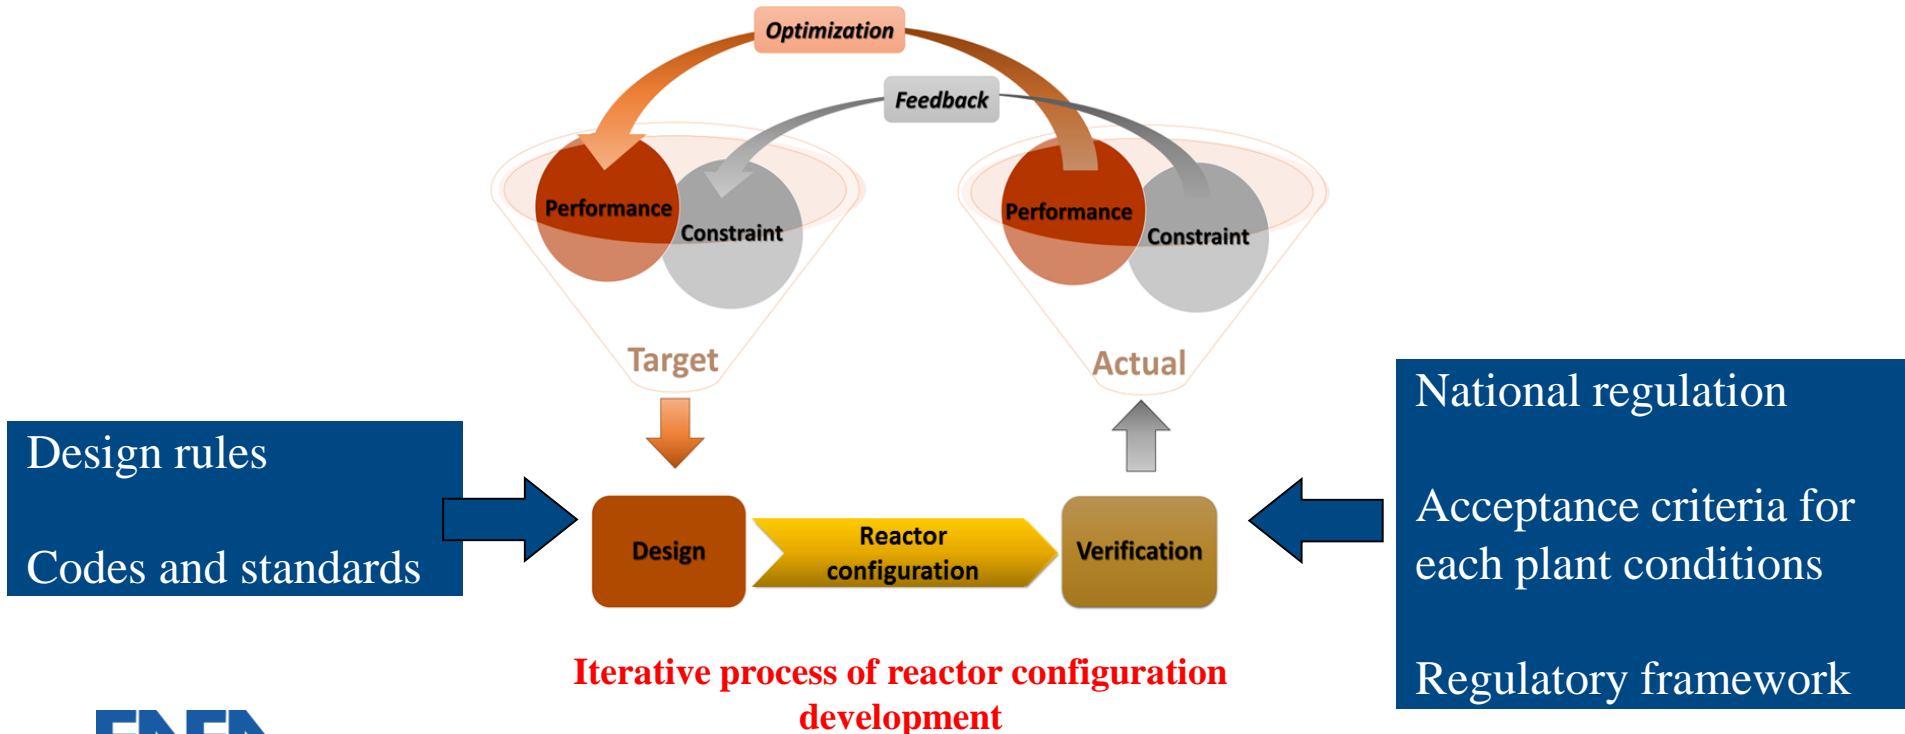 Optimization
Feedback
Performance
Constraint
Performance
Constraint
Target
Actual
Design rules
Codes and standards
Design
Reactor
configuration
Verification
National regulation
Acceptance criteria for
each plant conditions
Regulatory framework
Iterative process of reactor configuration
development